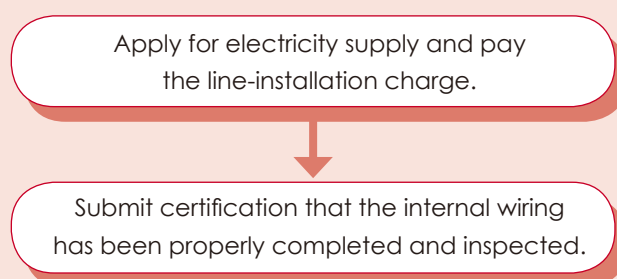 Apply for electricity supply and pay
the line-installation charge.
Submit certification that the internal wiring
has been properly completed and inspected.